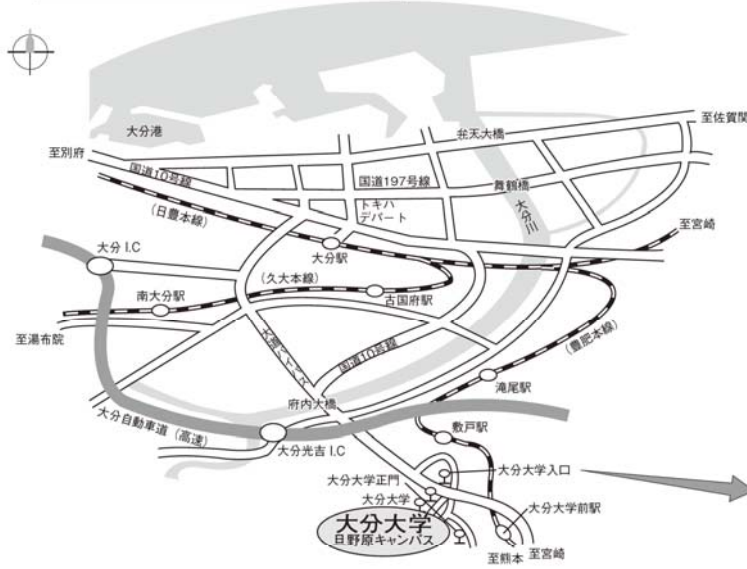 至佐賀関
弁天大橋
大分港
至別府
国道10号線
国道197号線
舞鶴橋
トキハ
デパート
大分川
(日豊本線)
大分駅
至宮崎
大分 I.C
(久大本線)
南大分駅
古国府駅
至湯布院
大道バイパス
国道10号線
(豊肥本線)
滝尾駅
府内大橋
大分自動車道(高速)
敷戸駅
大分光吉 I.C
大分大学入口
大分大学正門
大分大学
大分大学前駅
大分大学
旦野原キャンパス
至熊本
至宮崎